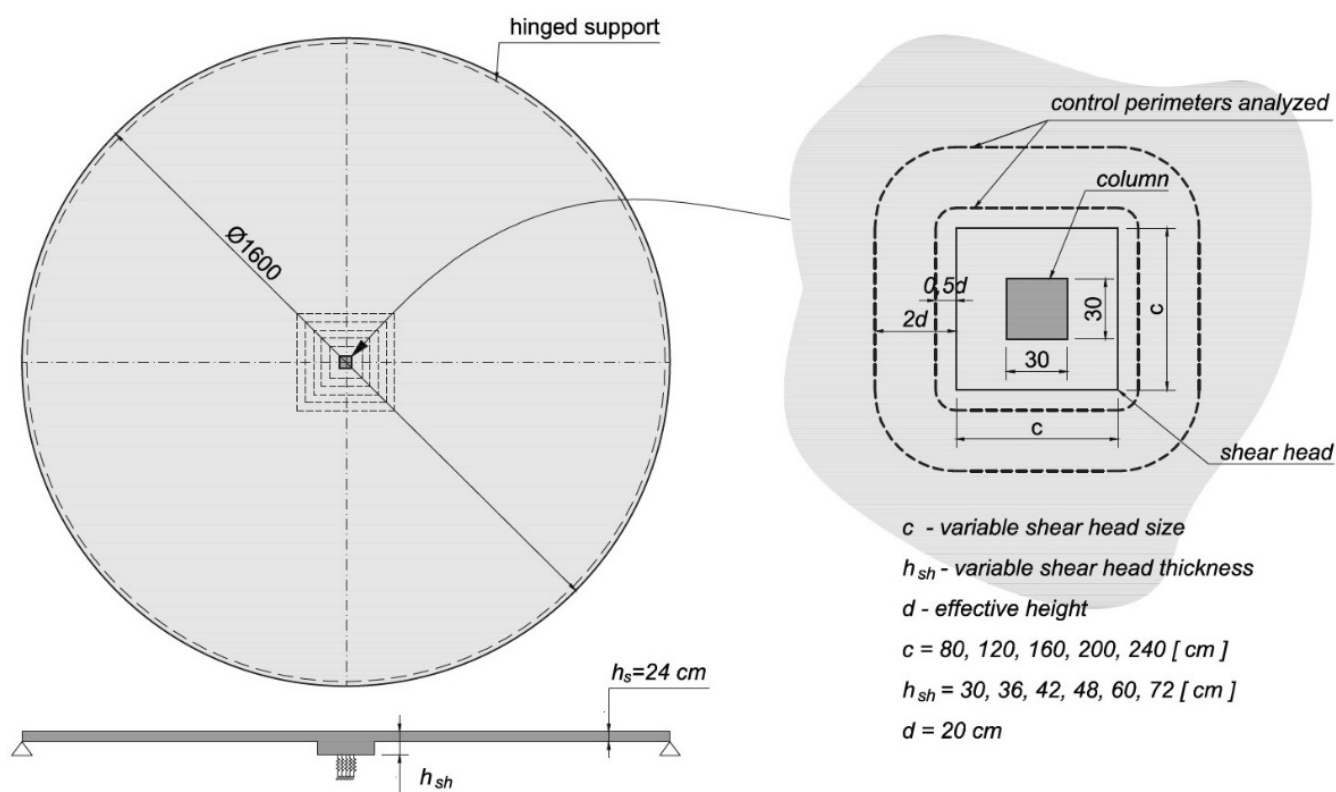 hinged support
Ø1600
hₛ=24 cm
h_sh
control perimeters analyzed
column
0,5d
2d
30
30
c
c
shear head
c - variable shear head size
h_sh - variable shear head thickness
d - effective height
c = 80, 120, 160, 200, 240 [ cm ]
h_sh = 30, 36, 42, 48, 60, 72 [ cm ]
d = 20 cm